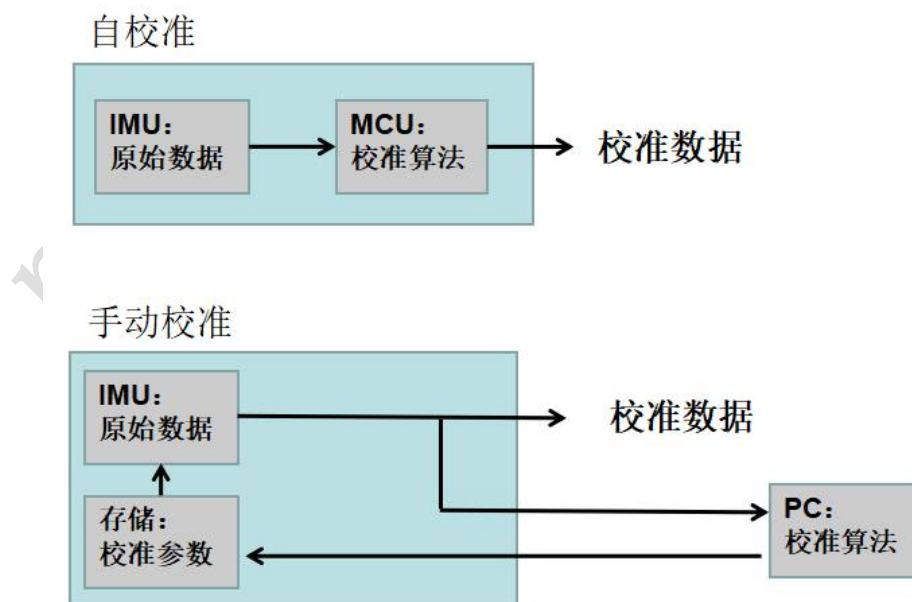 自校准
IMU：
原始数据
MCU：
校准算法
校准数据
手动校准
IMU：
原始数据
校准数据
存储：
校准参数
PC：
校准算法